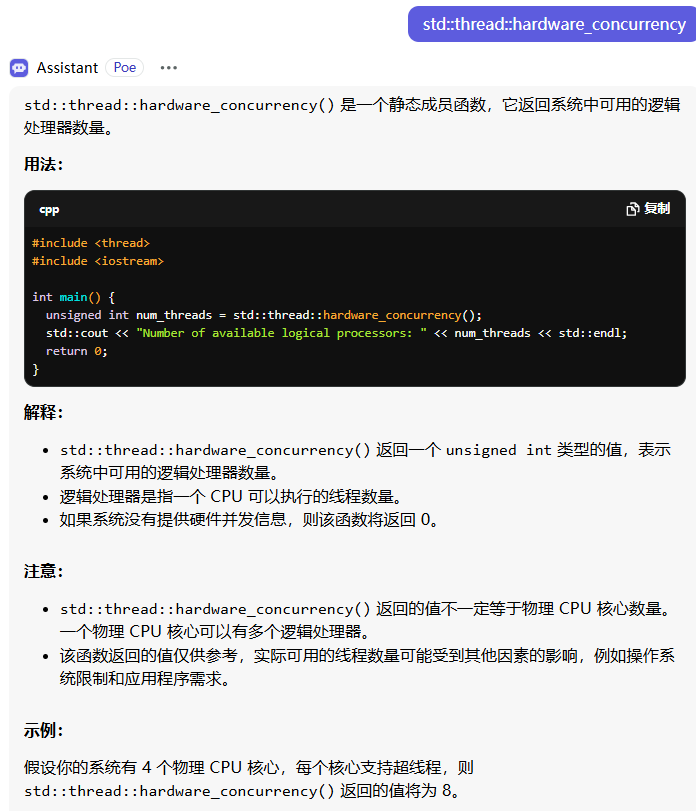 std::thread::hardware_concurrency
Assistant Poe •••
std::thread::hardware_concurrency() 是一个静态成员函数，它返回系统中可用的逻辑
处理器数量。
用法：
cpp 复制
#include <thread>
#include <iostream>
int main() {
  unsigned int num_threads = std::thread::hardware_concurrency();
  std::cout << "Number of available logical processors: " << num_threads << std::endl;
  return 0;
}
解释：
• std::thread::hardware_concurrency() 返回一个 unsigned int 类型的值，表示
系统中可用的逻辑处理器数量。
• 逻辑处理器是指一个 CPU 可以执行的线程数量。
• 如果系统没有提供硬件并发信息，则该函数将返回 0。
注意：
• std::thread::hardware_concurrency() 返回的值不一定等于物理 CPU 核心数量。
一个物理 CPU 核心可以有多个逻辑处理器。
• 该函数返回的值仅供参考，实际可用的线程数量可能受到其他因素的影响，例如操作系
统限制和应用程序需求。
示例：
假设你的系统有 4 个物理 CPU 核心，每个核心支持超线程，则
std::thread::hardware_concurrency() 返回的值将为 8。